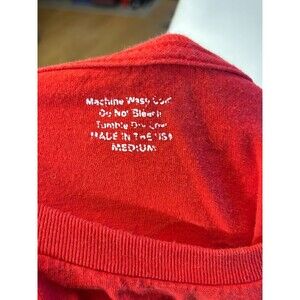 Machine Wash Cold
Do Not Bleach
Tumble Dry Low
MADE IN THE USA
MEDIUM